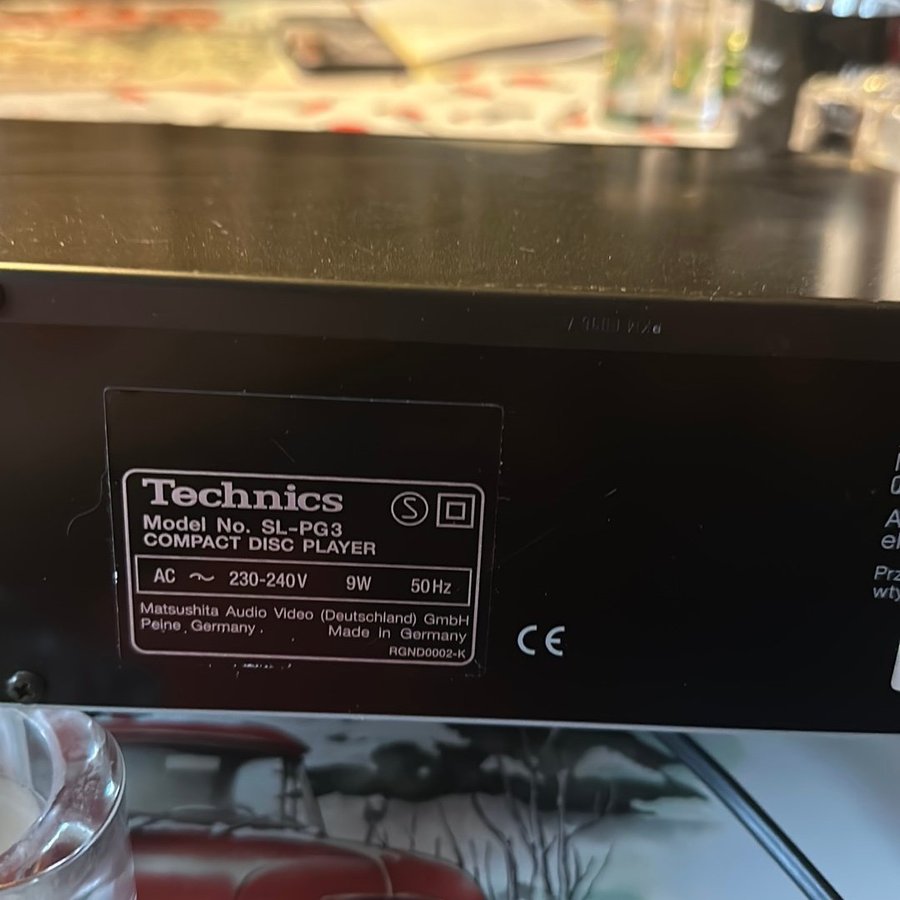 Technics
Model No. SL-PG3
COMPACT DISC PLAYER
AC ~ 230-240V 9W 50Hz
Matsushita Audio Video (Deutschland) GmbH
Peine, Germany. Made in Germany
RGND0002-K
S
CE